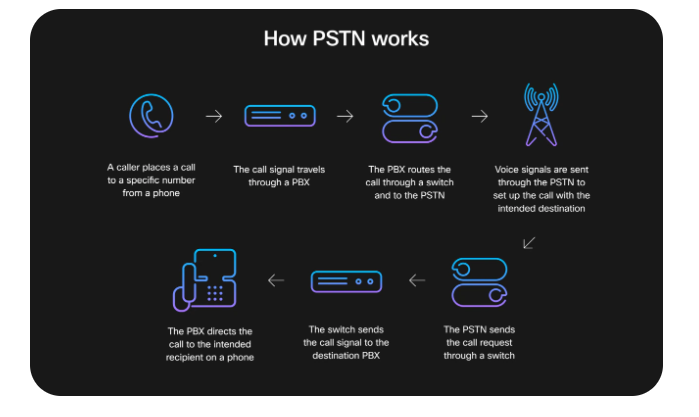 How PSTN works
A caller places a call
to a specific number
from a phone
The call signal travels
through a PBX
The PBX routes the
call through a switch
and to the PSTN
Voice signals are sent
through the PSTN to
set up the call with the
intended destination
The PBX directs the
call to the intended
recipient on a phone
The switch sends
the call signal to the
destination PBX
The PSTN sends
the call request
through a switch